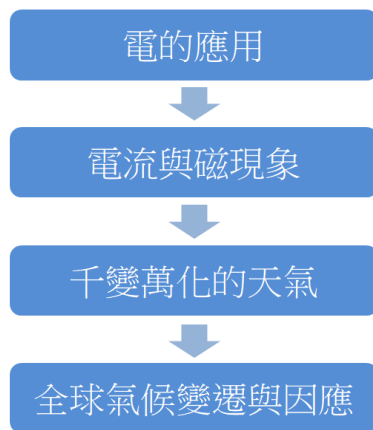 電的應用
電流與磁現象
千變萬化的天氣
全球氣候變遷與因應